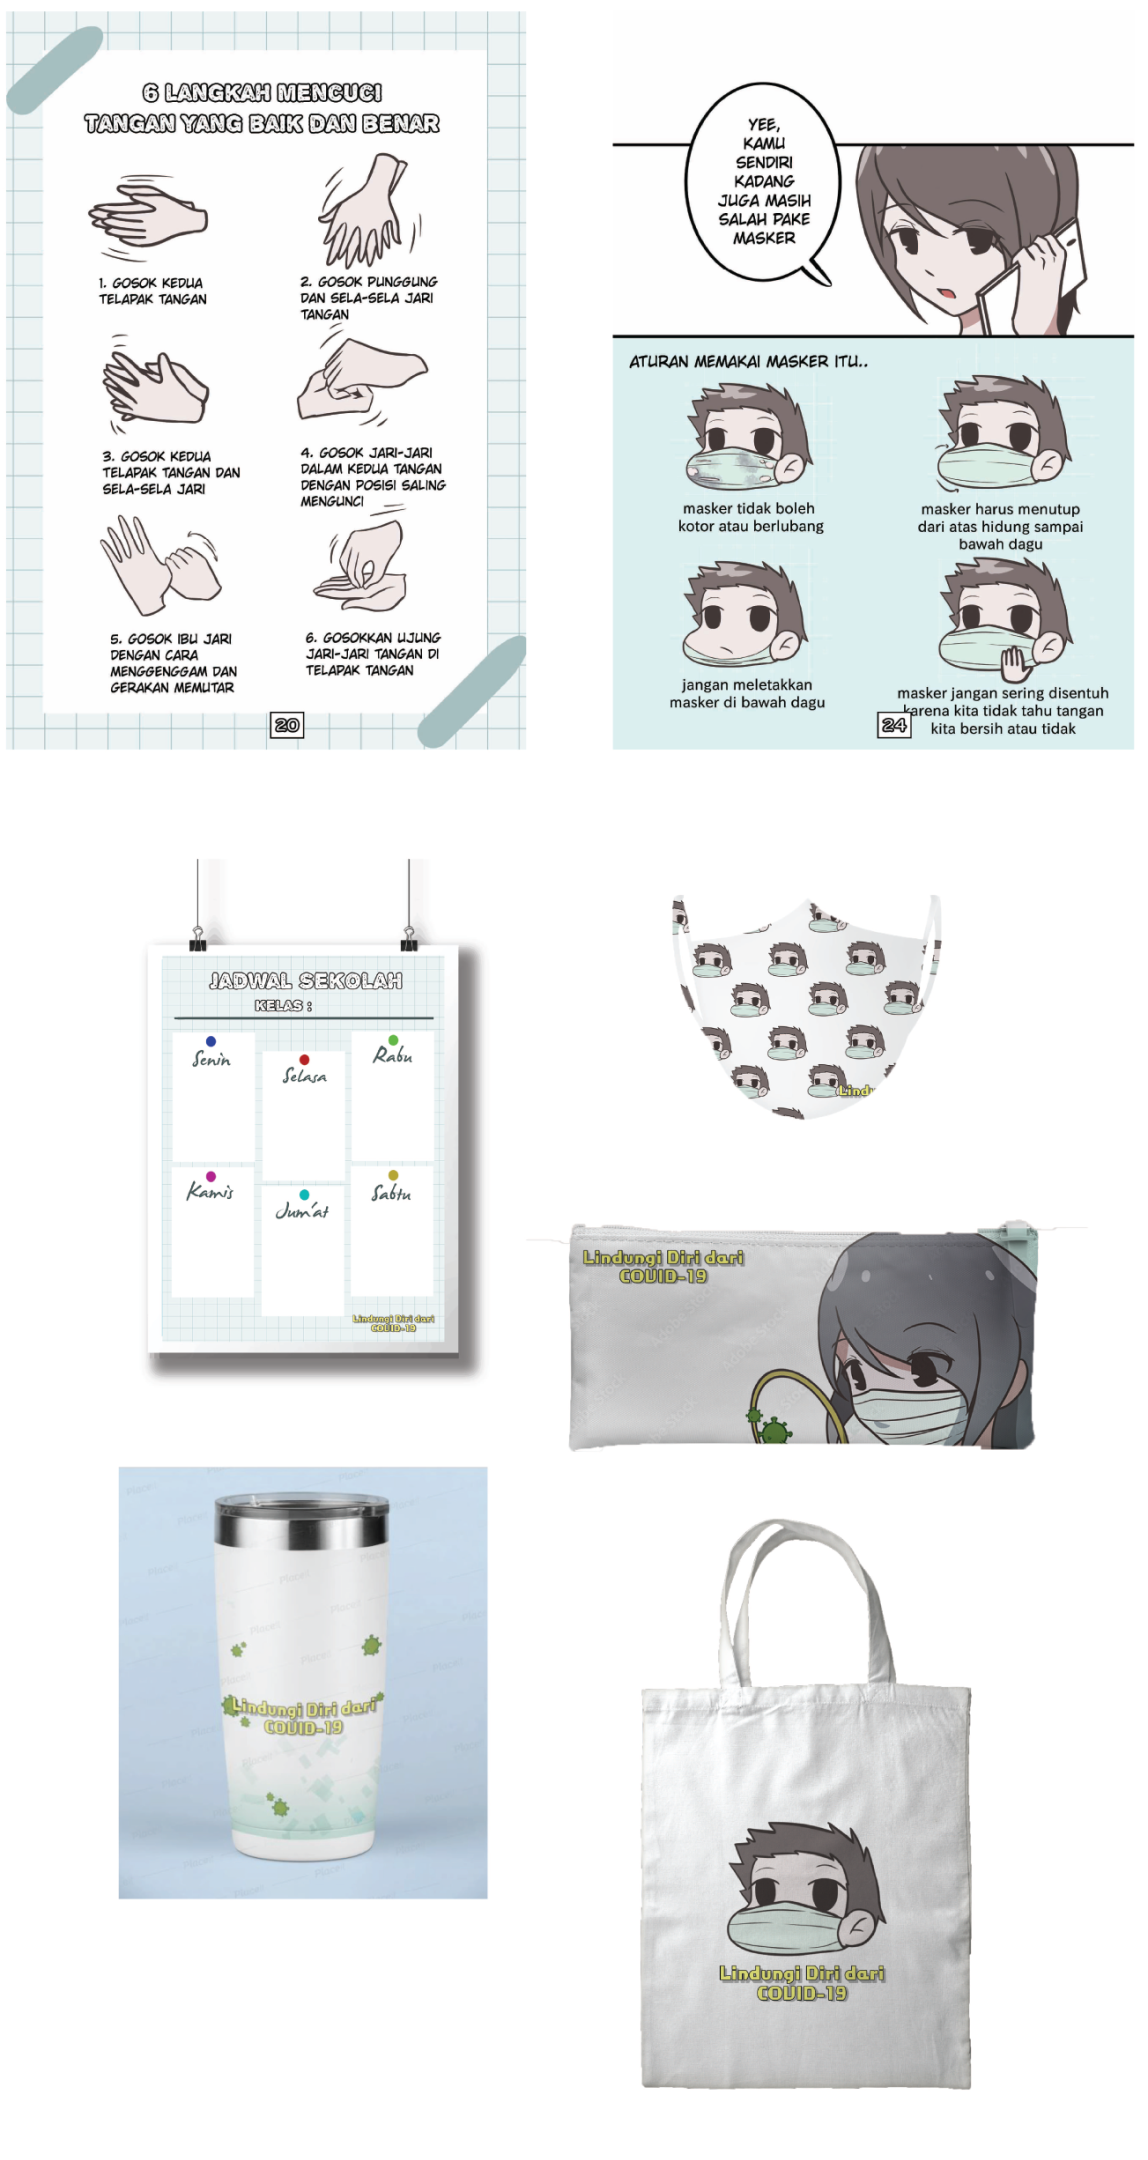 6 LANGKAH MENCUCI
TANGAN YANG BAIK DAN BENAR
1. GOSOK KEDUA
TELAPAK TANGAN
2. GOSOK PUNGGUNG
DAN SELA-SELA JARI
TANGAN
3. GOSOK KEDUA
TELAPAK TANGAN DAN
SELA-SELA JARI
4. GOSOK JARI-JARI
DALAM KEDUA TANGAN
DENGAN POSISI SALING
MENGUNCI
5. GOSOK IBU JARI
DENGAN CARA
MENGGENGGAM DAN
GERAKAN MEMUTAR
6. GOSOKKAN UJUNG
JARI-JARI TANGAN DI
TELAPAK TANGAN
20
YEE,
KAMU
SENDIRI
KADANG
JUGA MASIH
SALAH PAKE
MASKER
ATURAN MEMAKAI MASKER ITU..
masker tidak boleh
kotor atau berlubang
masker harus menutup
dari atas hidung sampai
bawah dagu
jangan meletakkan
masker di bawah dagu
masker jangan sering disentuh
karena kita tidak tahu tangan
kita bersih atau tidak
24
JADWAL SEKOLAH
KELAS :
Senin
Selasa
Rabu
Kamis
Jum'at
Sabtu
Lindungi Diri dari
COVID-19
Lindu
Lindungi Diri dari
COVID-19
Lindungi Diri dari
COVID-19
Lindungi Diri dari
COVID-19